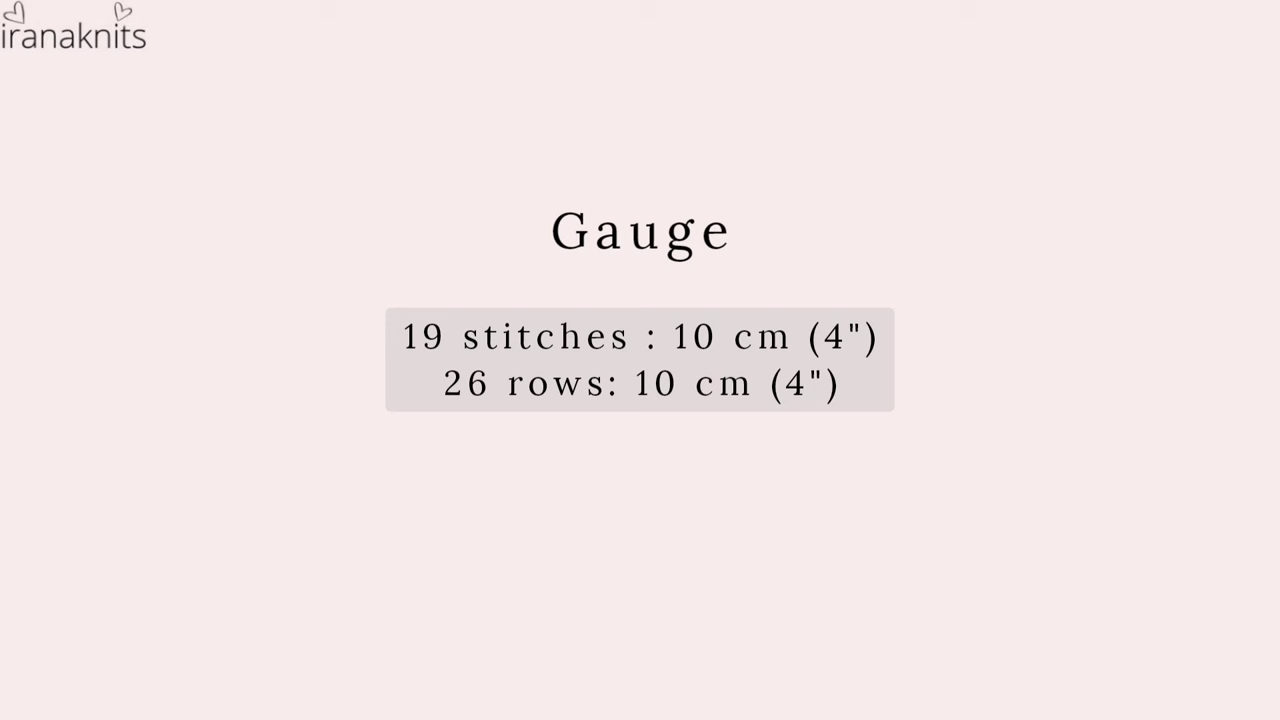 iranaknits
Gauge
19 stitches : 10 cm (4")
26 rows: 10 cm (4")